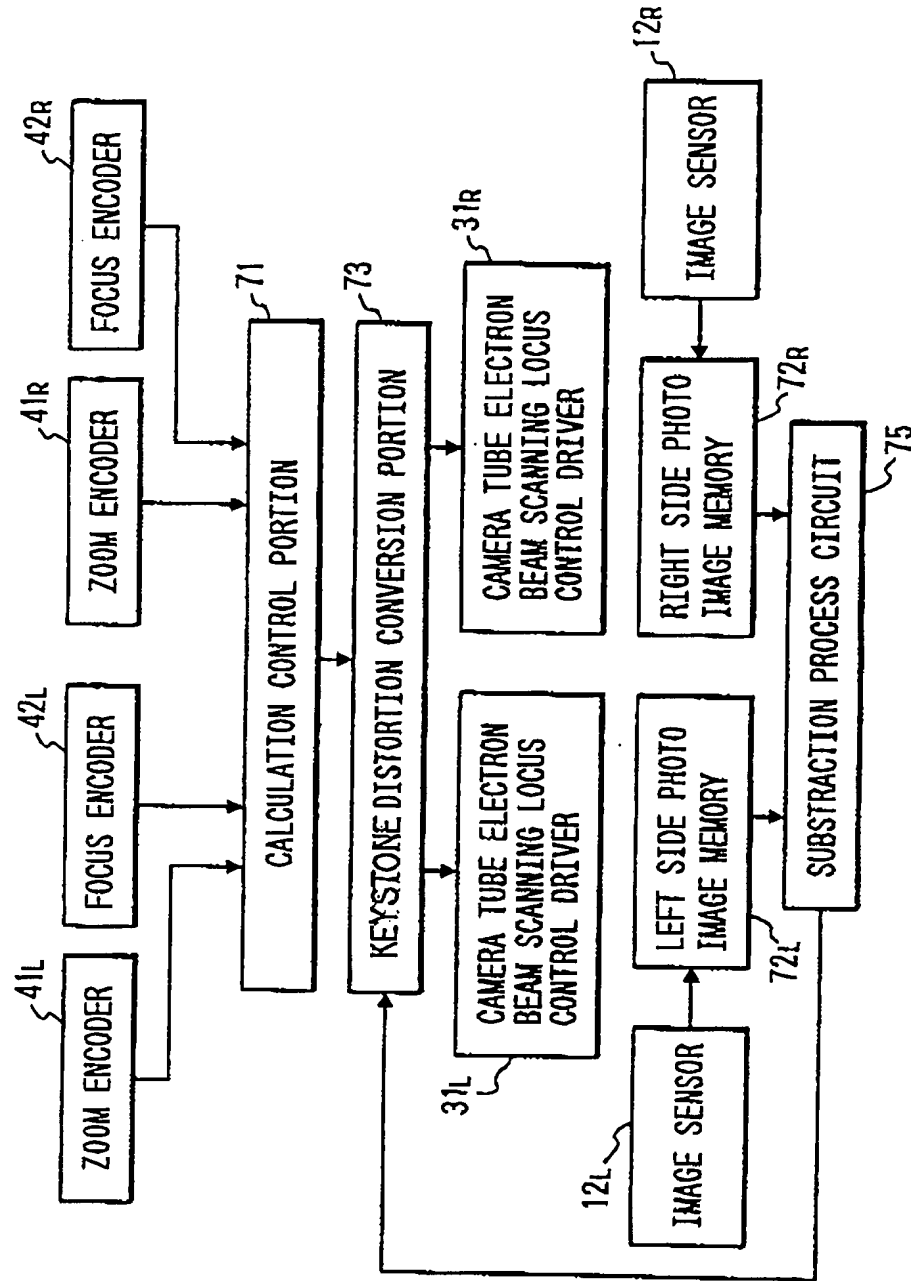 41L
ZOOM ENCODER
42L
FOCUS ENCODER
41R
ZOOM ENCODER
42R
FOCUS ENCODER
71
CALCULATION CONTROL PORTION
73
KEYSTONE DISTORTION CONVERSION PORTION
CAMERA TUBE ELECTRON
BEAM SCANNING LOCUS
CONTROL DRIVER
31L
CAMERA TUBE ELECTRON
BEAM SCANNING LOCUS
CONTROL DRIVER
31R
12L
IMAGE SENSOR
LEFT SIDE PHOTO
IMAGE MEMORY
72L
RIGHT SIDE PHOTO
IMAGE MEMORY
72R
IMAGE SENSOR
12R
SUBSTRACTION PROCESS CIRCUIT
75